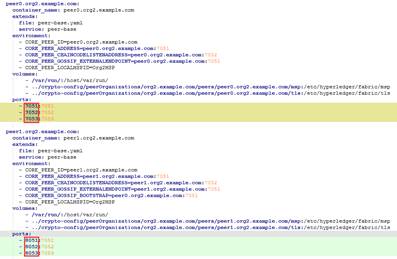 peer0.org2.example.com:
container_name: peer0.org2.example.com
extends:
file: peer-base.yaml
service: peer-base
environment:
- CORE_PEER_ID=peer0.org2.example.com
- CORE_PEER_ADDRESS=peer0.org2.example.com:7051
- CORE_PEER_CHAINCODELISTENADDRESS=peer0.org2.example.com:7052
- CORE_PEER_GOSSIP_EXTERNALENDPOINT=peer0.org2.example.com:7051
- CORE_PEER_LOCALMSPID=Org2MSP
volumes:
- /var/run/:/host/var/run/
- ../crypto-config/peerOrganizations/org2.example.com/peers/peer0.org2.example.com/msp:/etc/hyperledger/fabric/msp
- ../crypto-config/peerOrganizations/org2.example.com/peers/peer0.org2.example.com/tls:/etc/hyperledger/fabric/tls
ports:
- 7051:7051
- 7052:7052
- 7053:7053
peer1.org2.example.com:
container_name: peer1.org2.example.com
extends:
file: peer-base.yaml
service: peer-base
environment:
- CORE_PEER_ID=peer1.org2.example.com
- CORE_PEER_ADDRESS=peer1.org2.example.com:7051
- CORE_PEER_CHAINCODELISTENADDRESS=peer1.org2.example.com:7052
- CORE_PEER_GOSSIP_EXTERNALENDPOINT=peer1.org2.example.com:7051
- CORE_PEER_GOSSIP_BOOTSTRAP=peer0.org2.example.com:7051
- CORE_PEER_LOCALMSPID=Org2MSP
volumes:
- /var/run/:/host/var/run/
- ../crypto-config/peerOrganizations/org2.example.com/peers/peer1.org2.example.com/msp:/etc/hyperledger/fabric/msp
- ../crypto-config/peerOrganizations/org2.example.com/peers/peer1.org2.example.com/tls:/etc/hyperledger/fabric/tls
ports:
- 8051:7051
- 8052:7052
- 8053:7053